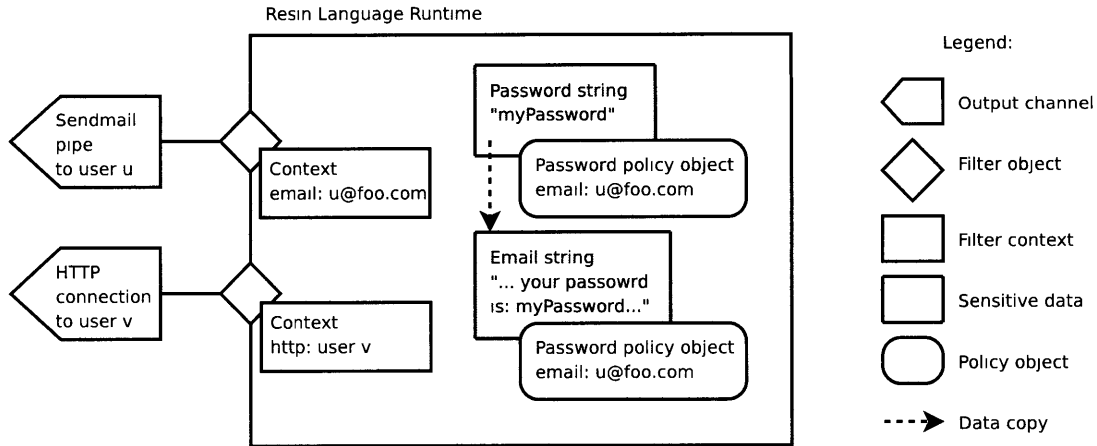 Resin Language Runtime
Sendmail
pipe
to user u
Context
email: u@foo.com
HTTP
connection
to user v
Context
http: user v
Password string
"myPassword"
Password policy object
email: u@foo.com
Email string
"... your passowrd
is: myPassword..."
Password policy object
email: u@foo.com
Legend:
Output channel
Filter object
Filter context
Sensitive data
Policy object
Data copy